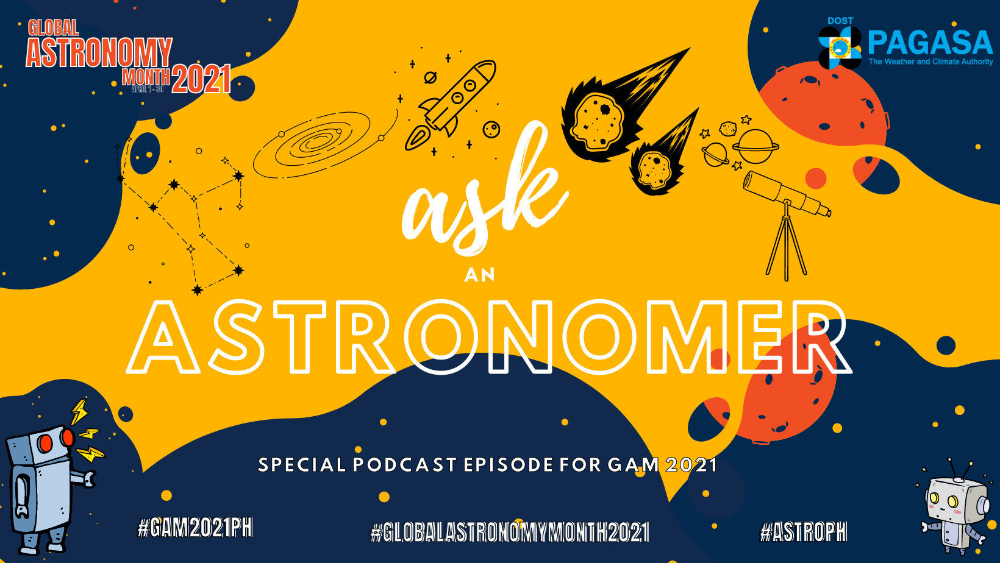 GLOBAL
ASTRONOMY
MONTH 2021
APRIL 1 - 30
DOST
PAGASA
The Weather and Climate Authority
ask
AN
ASTRONOMER
SPECIAL PODCAST EPISODE FOR GAM 2021
#GAM2021PH
#GLOBALASTRONOMYMONTH2021
#ASTROPH